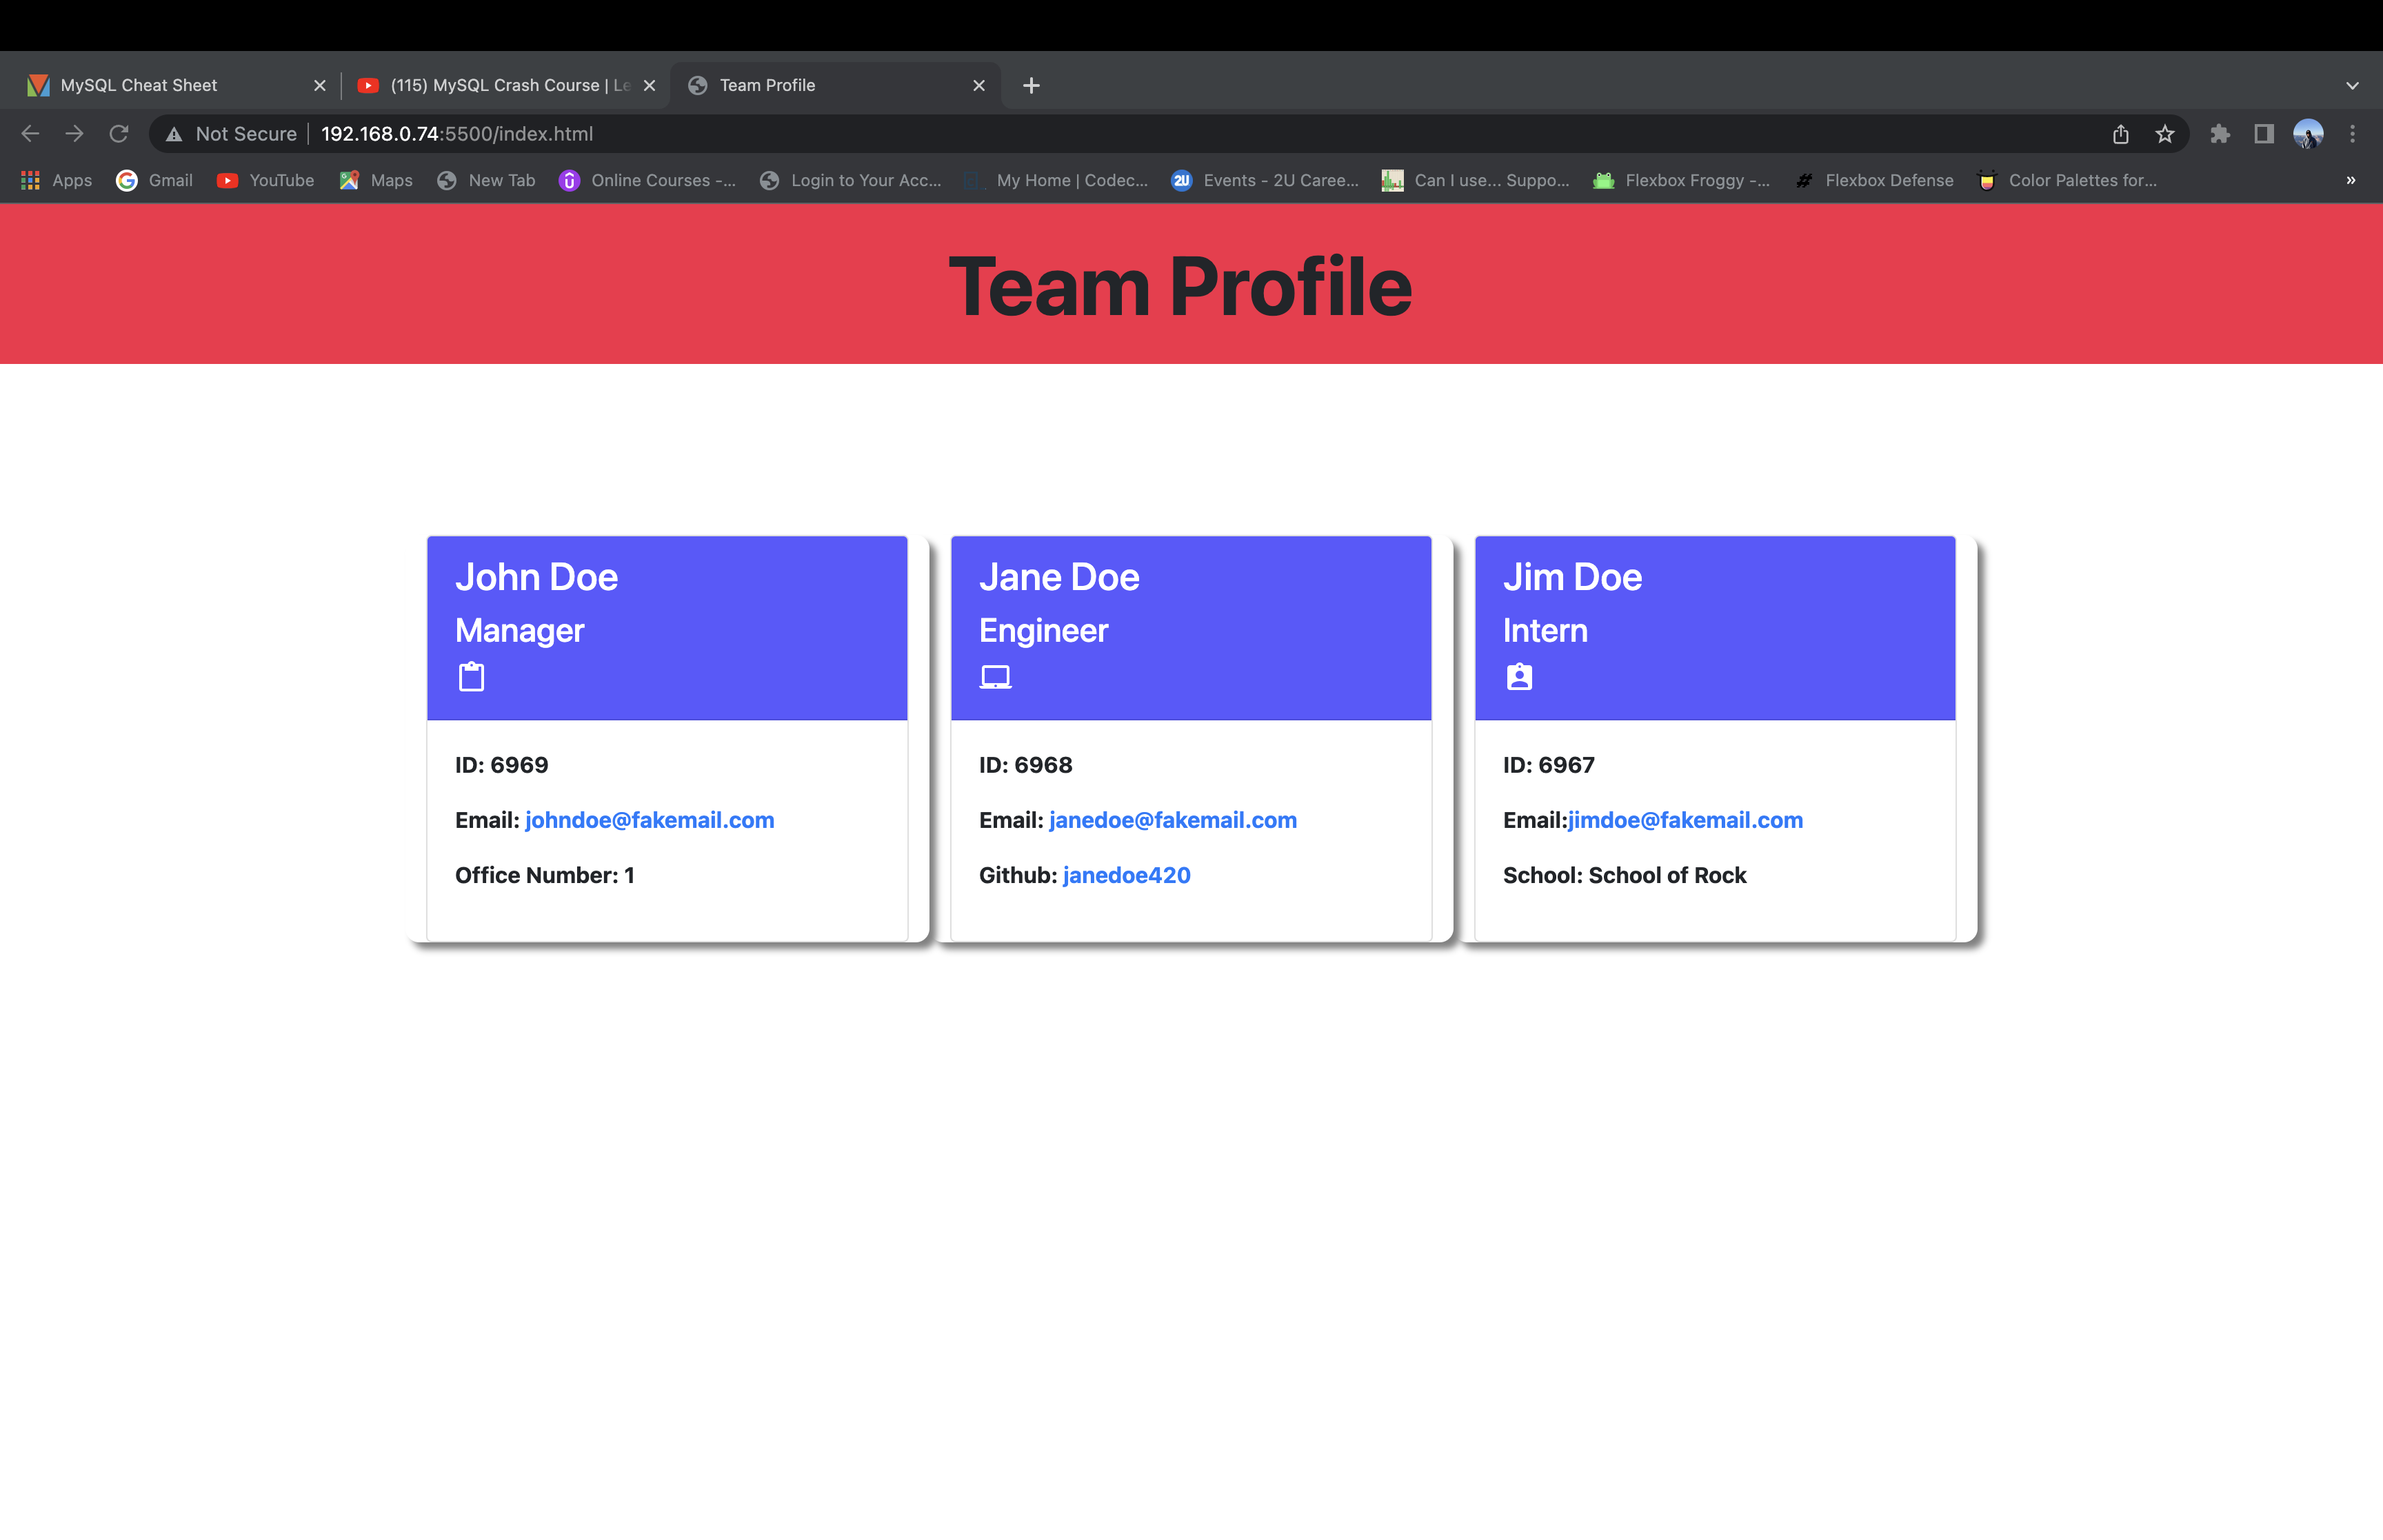 MySQL Cheat Sheet
(115) MySQL Crash Course | Le
Team Profile
Not Secure 192.168.0.74:5500/index.html
Apps Gmail YouTube Maps New Tab Online Courses -... Login to Your Acc... My Home | Codec... 2U Events - 2U Caree... Can I use... Suppo... Flexbox Froggy -... # Flexbox Defense Color Palettes for... »
Team Profile
John Doe
Manager
ID: 6969
Email: johndoe@fakemail.com
Office Number: 1
Jane Doe
Engineer
ID: 6968
Email: janedoe@fakemail.com
Github: janedoe420
Jim Doe
Intern
ID: 6967
Email:jimdoe@fakemail.com
School: School of Rock